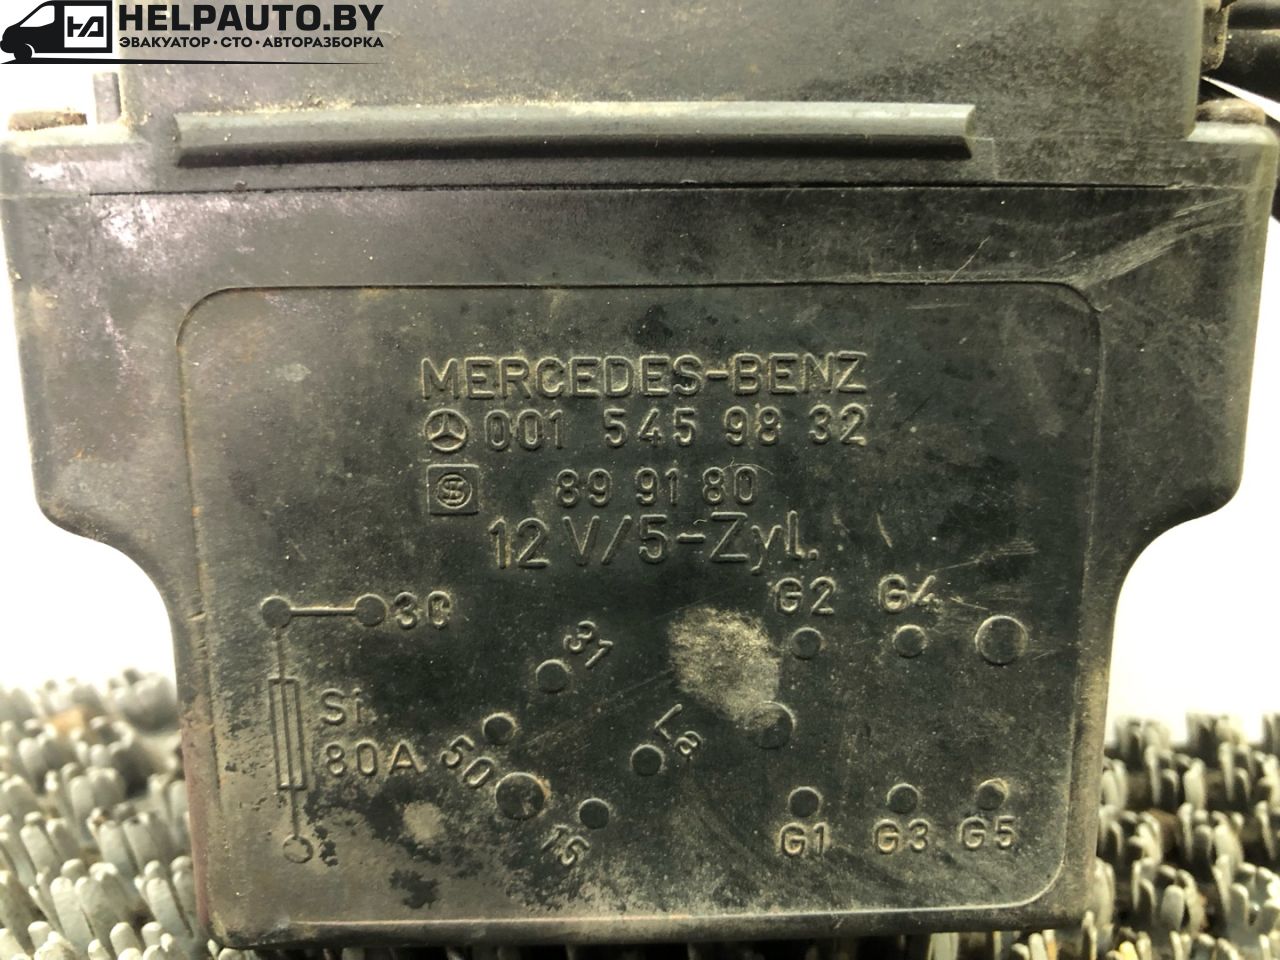 HELPAUTO.BY
ЭВАКУАТОР · СТО · АВТОРАЗБОРКА
MERCEDES-BENZ
001 545 98 32
S 89 91 80
12 V/5-Zyl.
G2 G4
30
31
Si.
80A
50
L8
15
G1 G3 G5